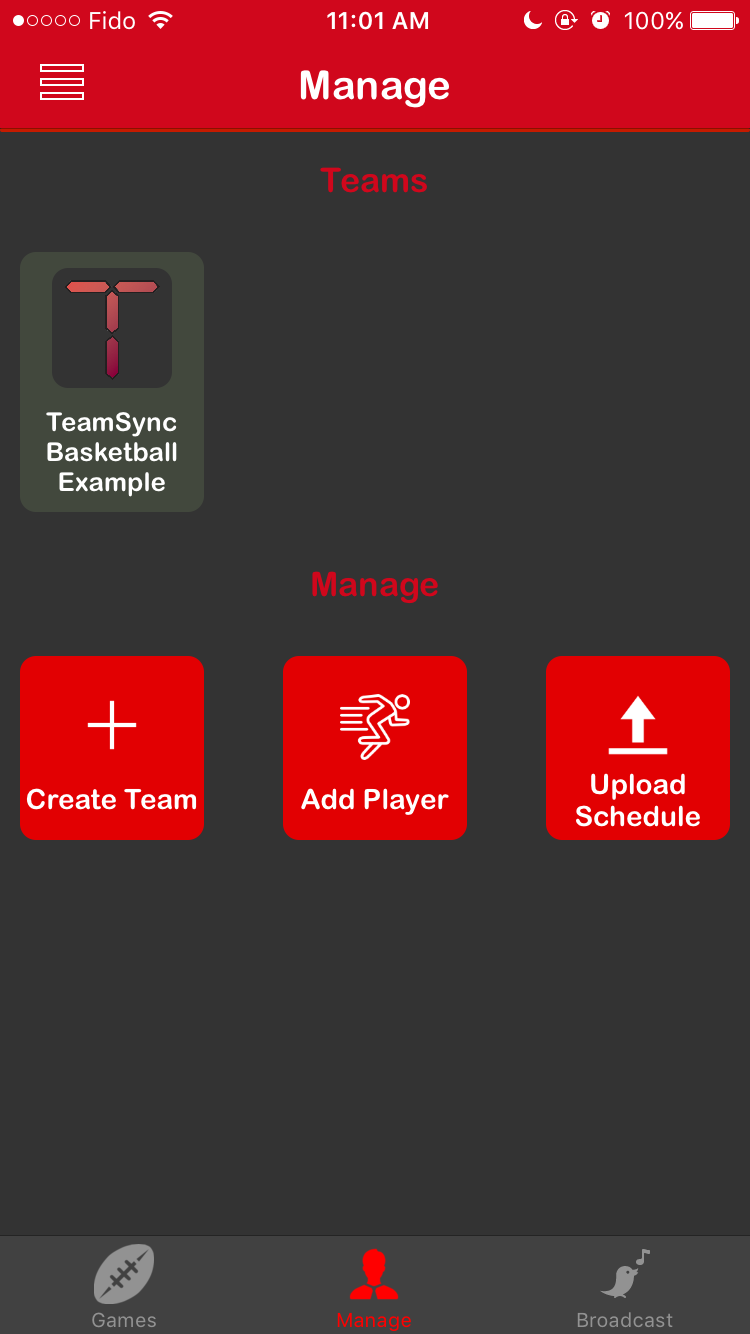 Fido 11:01 AM 100%
Manage
Teams
T
TeamSync
Basketball
Example
Manage
Create Team
Add Player
Upload
Schedule
Games
Manage
Broadcast